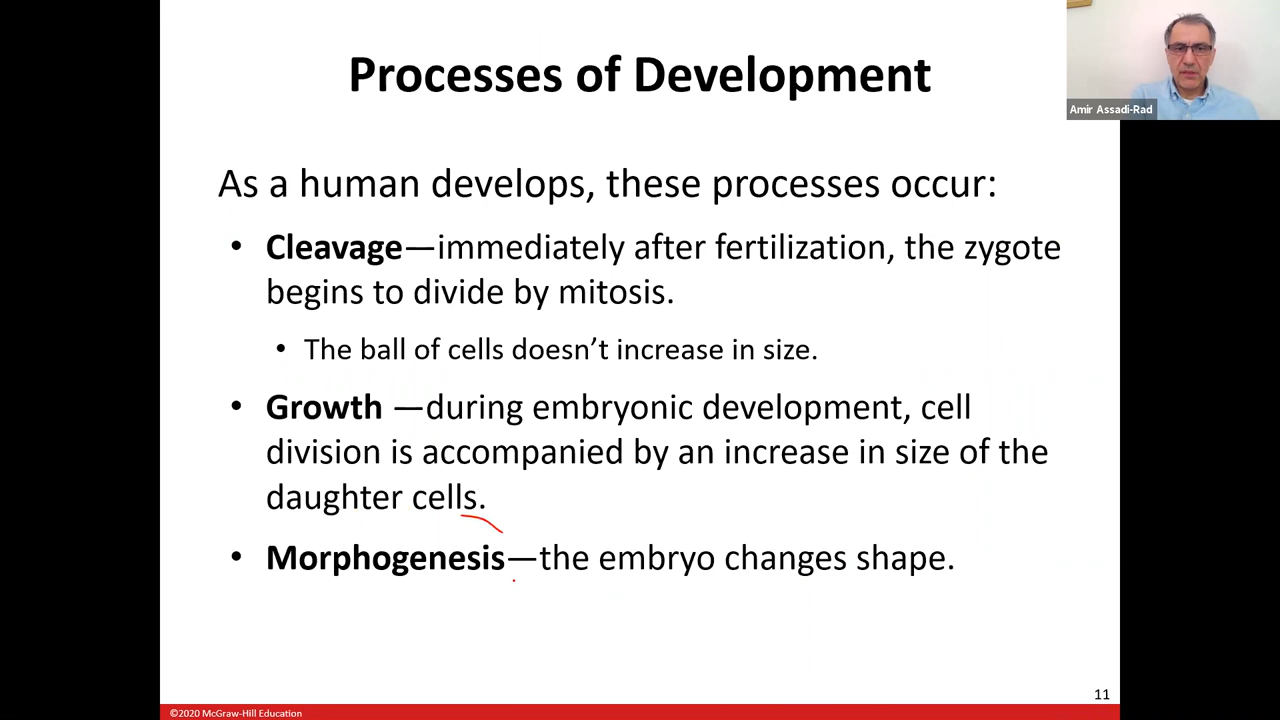 Processes of Development
Amir Assadi-Rad
As a human develops, these processes occur:
• Cleavage—immediately after fertilization, the zygote
begins to divide by mitosis.
• The ball of cells doesn’t increase in size.
• Growth —during embryonic development, cell
division is accompanied by an increase in size of the
daughter cells.
• Morphogenesis—the embryo changes shape.
11
©2020 McGraw-Hill Education